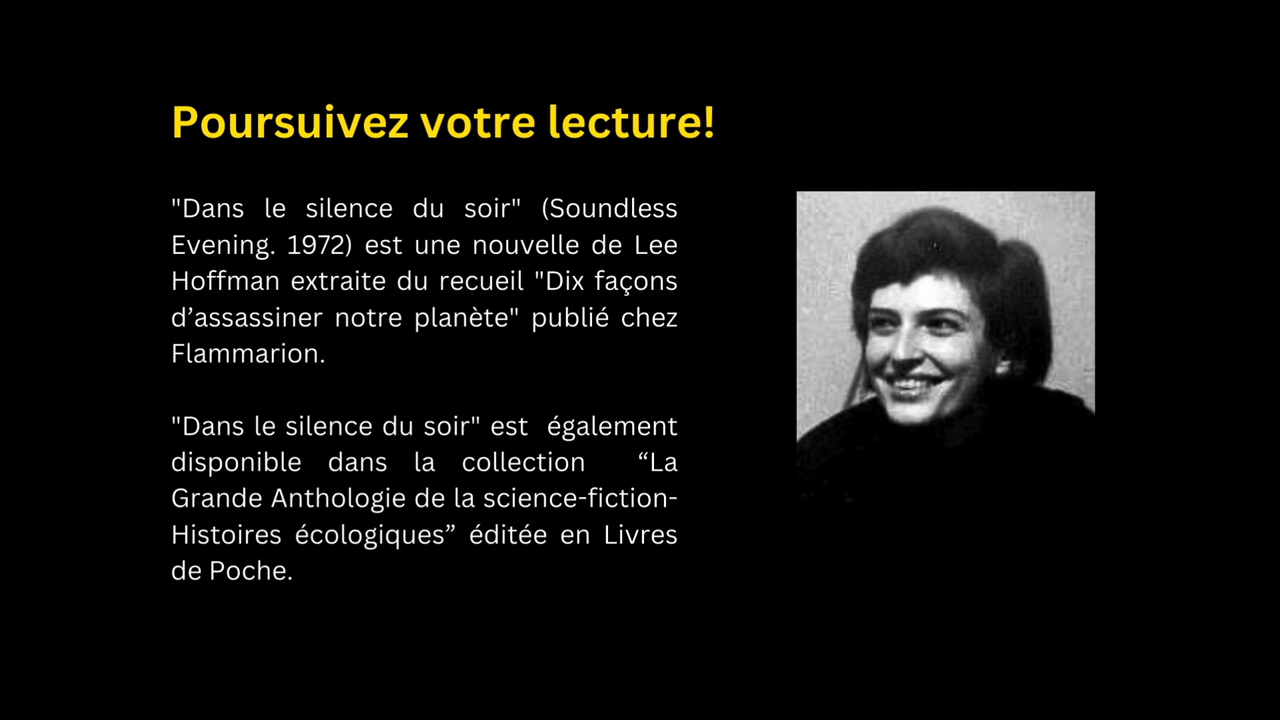 Poursuivez votre lecture!
"Dans le silence du soir" (Soundless
Evening. 1972) est une nouvelle de Lee
Hoffman extraite du recueil "Dix façons
d’assassiner notre planète" publié chez
Flammarion.
"Dans le silence du soir" est  également
disponible dans la collection  “La
Grande Anthologie de la science-fiction-
Histoires écologiques” éditée en Livres
de Poche.